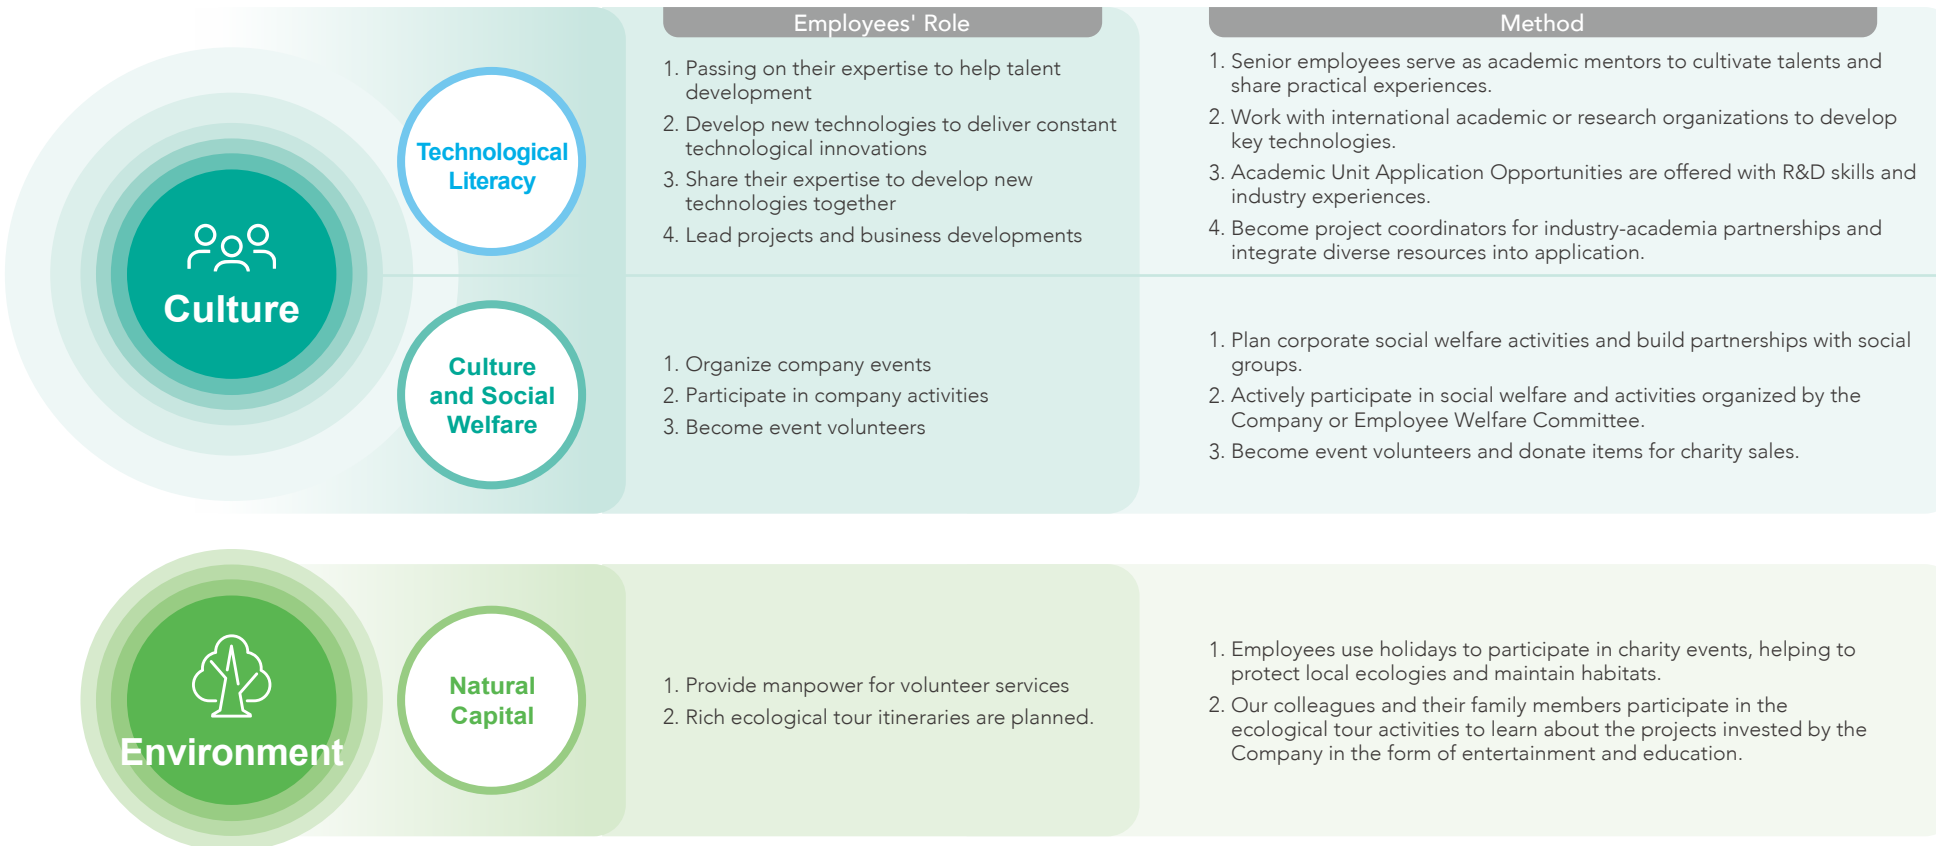 Employees' Role
Method
Culture
Technological
Literacy
1. Passing on their expertise to help talent
development
2. Develop new technologies to deliver constant
technological innovations
3. Share their expertise to develop new
technologies together
4. Lead projects and business developments
1. Senior employees serve as academic mentors to cultivate talents and
share practical experiences.
2. Work with international academic or research organizations to develop
key technologies.
3. Academic Unit Application Opportunities are offered with R&D skills and
industry experiences.
4. Become project coordinators for industry-academia partnerships and
integrate diverse resources into application.
Culture
and Social
Welfare
1. Organize company events
2. Participate in company activities
3. Become event volunteers
1. Plan corporate social welfare activities and build partnerships with social
groups.
2. Actively participate in social welfare and activities organized by the
Company or Employee Welfare Committee.
3. Become event volunteers and donate items for charity sales.
Environment
Natural
Capital
1. Provide manpower for volunteer services
2. Rich ecological tour itineraries are planned.
1. Employees use holidays to participate in charity events, helping to
protect local ecologies and maintain habitats.
2. Our colleagues and their family members participate in the
ecological tour activities to learn about the projects invested by the
Company in the form of entertainment and education.